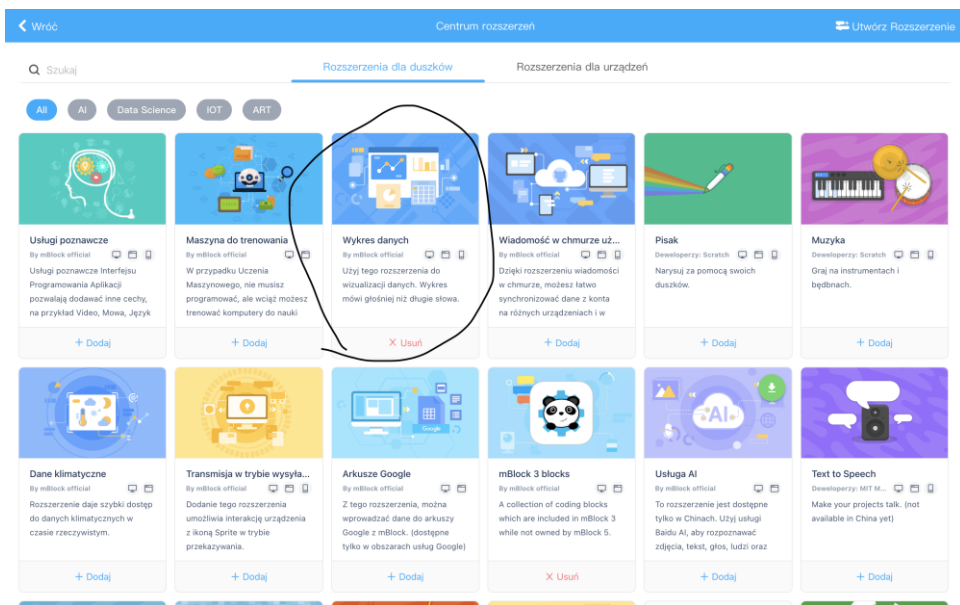 Wróć
Centrum rozszerzeń
Utwórz Rozszerzenie
Szukaj
Rozszerzenia dla duszków
Rozszerzenia dla urządzeń
All
AI
Data Science
IOT
ART
Usługi poznawcze
By mBlock official
Usługi poznawcze Interfejsu
Programowania Aplikacji
pozwalają dodawać inne cechy,
na przykład Video, Mowa, Język
+ Dodaj
Maszyna do trenowania
By mBlock official
W przypadku Uczenia
Maszynowego, nie musisz
programować, ale wciąż możesz
trenować komputery do nauki
+ Dodaj
Wykres danych
By mBlock official
Użyj tego rozszerzenia do
wizualizacji danych. Wykres
mówi głośniej niż długie słowa.
X Usuń
Wiadomość w chmurze uż...
By mBlock official
Dzięki rozszerzeniu wiadomości
w chmurze, możesz łatwo
synchronizować dane z konta
na różnych urządzeniach i w
+ Dodaj
Pisak
Deweloperzy: Scratch
Narysuj za pomocą swoich
duszków.
+ Dodaj
Muzyka
Deweloperzy: Scratch
Graj na instrumentach i
będbnach.
+ Dodaj
Dane klimatyczne
By mBlock official
Rozszerzenie daje szybki dostęp
do danych klimatycznych w
czasie rzeczywistym.
+ Dodaj
Transmisja w trybie wysyła...
By mBlock official
Dodanie tego rozszerzenia
umożliwia interakcję urządzenia
z ikoną Sprite w trybie
przekazywania.
+ Dodaj
Google
Arkusze Google
By mBlock official
Z tego rozszerzenia, można
wprowadzać dane do arkuszy
Google z mBlock. (dostępne
tylko w obszarach usług Google)
+ Dodaj
mBlock 3 blocks
By mBlock official
A collection of coding blocks
which are included in mBlock 3
while not owned by mBlock 5.
X Usuń
AI
Usługa AI
By mBlock official
To rozszerzenie jest dostępne
tylko w Chinach. Użyj usługi
Baidu AI, aby rozpoznawać
zdjęcia, tekst, głos, ludzi oraz
+ Dodaj
Text to Speech
Deweloperzy: MIT M...
Make your projects talk. (not
available in China yet)
+ Dodaj